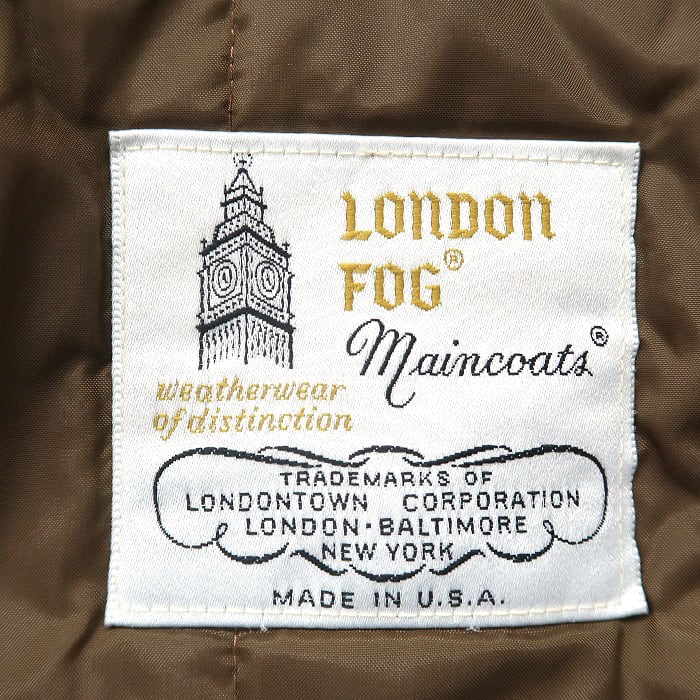 LONDON
FOG®
Maincoats®
weatherwear
of distinction
TRADEMARKS OF
LONDONTOWN CORPORATION
LONDON·BALTIMORE
NEW YORK
MADE IN U.S.A.